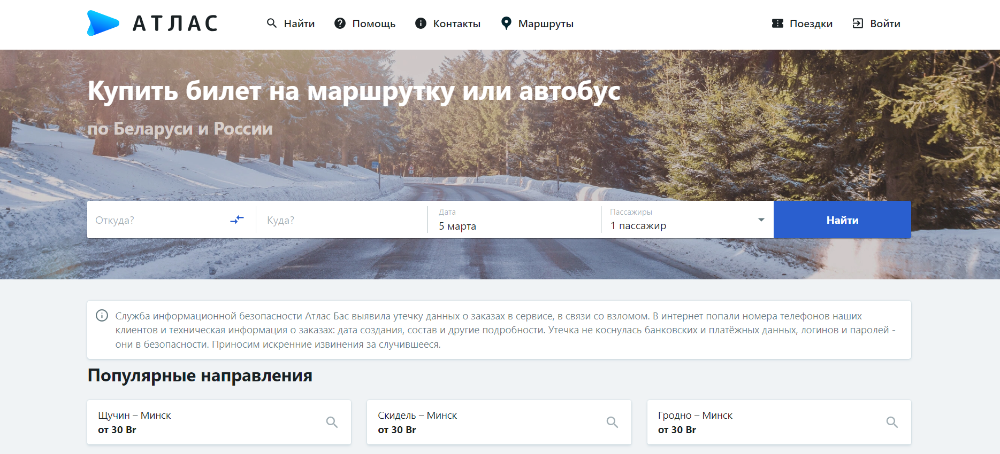 АТЛАС
Найти
Помощь
Контакты
Маршруты
Поездки
Войти
Купить билет на маршрутку или автобус
по Беларуси и России
Откуда?
Куда?
Дата
5 марта
Пассажиры
1 пассажир
Найти
Служба информационной безопасности Атлас Бас выявила утечку данных о заказах в сервисе, в связи со взломом. В интернет попали номера телефонов наших
клиентов и техническая информация о заказах: дата создания, состав и другие подробности. Утечка не коснулась банковских и платёжных данных, логинов и паролей -
они в безопасности. Приносим искренние извинения за случившееся.
Популярные направления
Щучин – Минск
от 30 Br
Скидель – Минск
от 30 Br
Гродно – Минск
от 30 Br